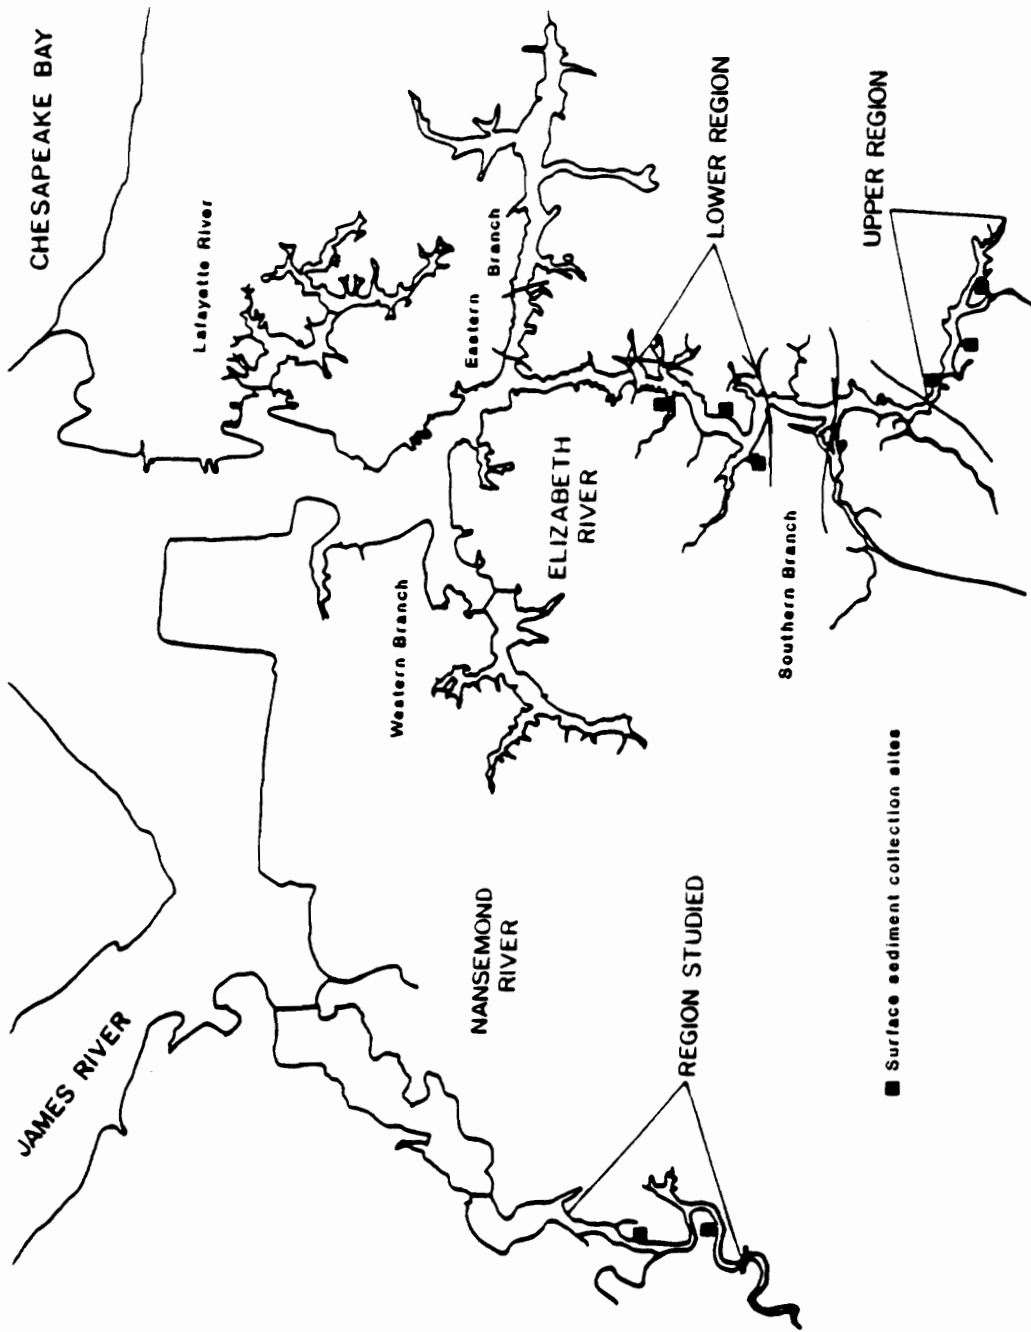 CHESAPEAKE BAY
JAMES RIVER
Lafayette River
Eastern Branch
Western Branch
ELIZABETH
RIVER
LOWER REGION
UPPER REGION
Southern Branch
NANSEMOND
RIVER
REGION STUDIED
■ Surface sediment collection sites